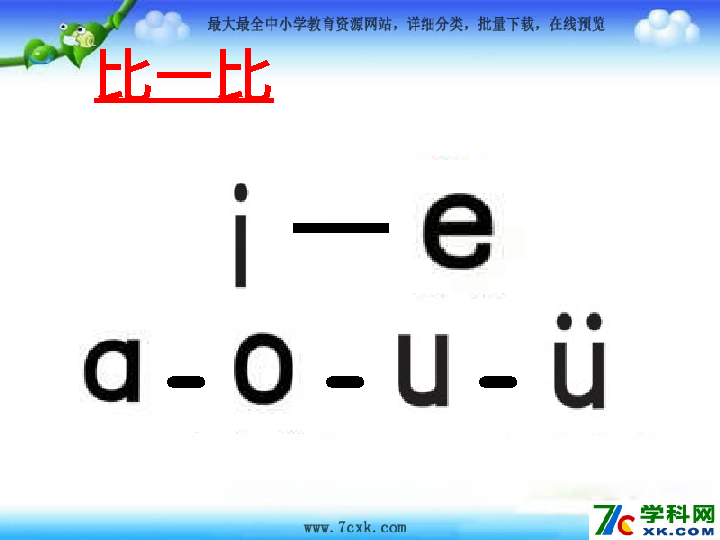 最大最全中小学教育资源网站，详细分类，批量下载，在线预览
比一比
i — e
ɑ - o - u - ü
www.7cxk.com
7C 学科网
XK.COM